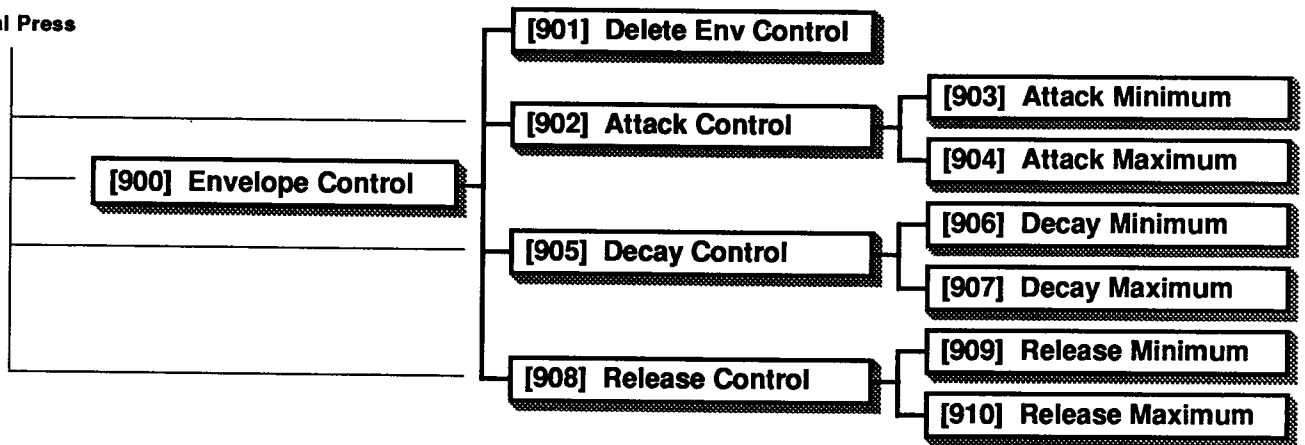 Press
[901] Delete Env Control
[902] Attack Control
[903] Attack Minimum
[904] Attack Maximum
[900] Envelope Control
[905] Decay Control
[906] Decay Minimum
[907] Decay Maximum
[908] Release Control
[909] Release Minimum
[910] Release Maximum